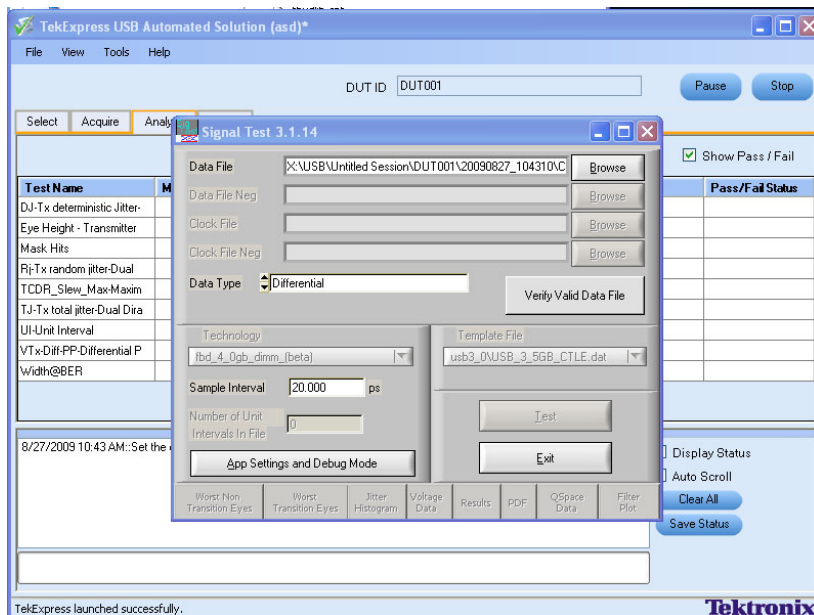 TekExpress USB Automated Solution (asd)*
File View Tools Help
DUT ID DUT001 Pause Stop
Select Acquire Analy
Signal Test 3.1.14
Show Pass / Fail
Data File X:\USB\Untitled Session\DUT001\20090827_104310\C Browse
Data File Neg Browse
Clock File Browse
Clock File Neg Browse
Data Type Differential
Verify Valid Data File
Test Name M Pass/Fail Status
DJ-Tx deterministic Jitter-
Eye Height - Transmitter
Mask Hits
Rj-Tx random jitter-Dual
TCDR_Slew_Max-Maxim
TJ-Tx total jitter-Dual Dira
UI-Unit Interval
VTx-Diff-PP-Differential P
Width@BER
Technology
fbd_4_0gb_dimm_(beta)
Sample Interval 20.000 ps
Number of Unit
Intervals In File 0
App Settings and Debug Mode
Template File
usb3_0\USB_3_5GB_CTLE.dat
Test
Exit
Worst Non
Transition Eyes
Worst
Transition Eyes
Jitter
Histogram
Voltage
Data
Results
PDF
QSpace
Data
Filter
Plot
8/27/2009 10:43 AM::Set the
Display Status
Auto Scroll
Clear All
Save Status
TekExpress launched successfully.
Tektronix